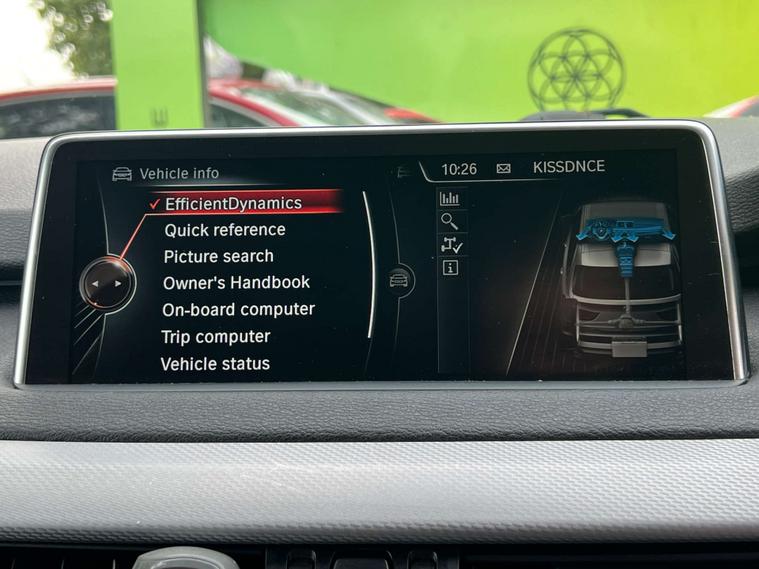 Vehicle info
10:26
KISSDNCE
EfficientDynamics
Quick reference
Picture search
Owner's Handbook
On-board computer
Trip computer
Vehicle status